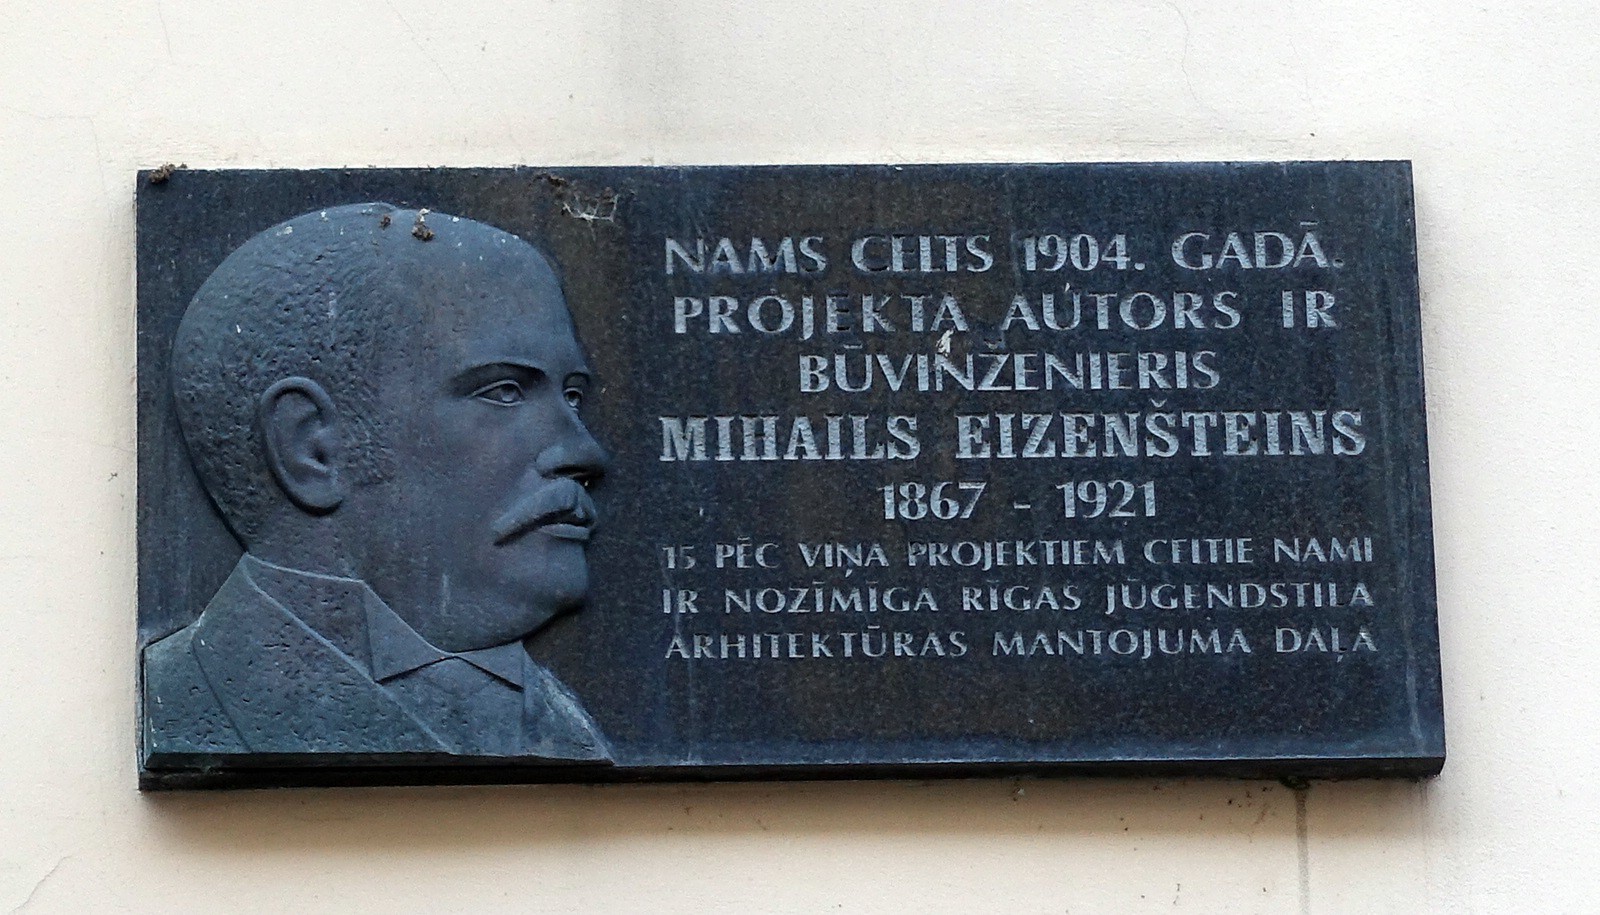 NAMS CELTS 1904. GADĀ.
PROJEKTA AUTORS IR
BŪVINŽENIERIS
MIHAILS EIZENŠTEINS
1867 - 1921
15 PĒC VIŅA PROJEKTIEM CELTIE NAMI
IR NOZĪMĪGA RĪGAS JŪGENDSTILA
ARHITEKTŪRAS MANTOJUMA DAĻA